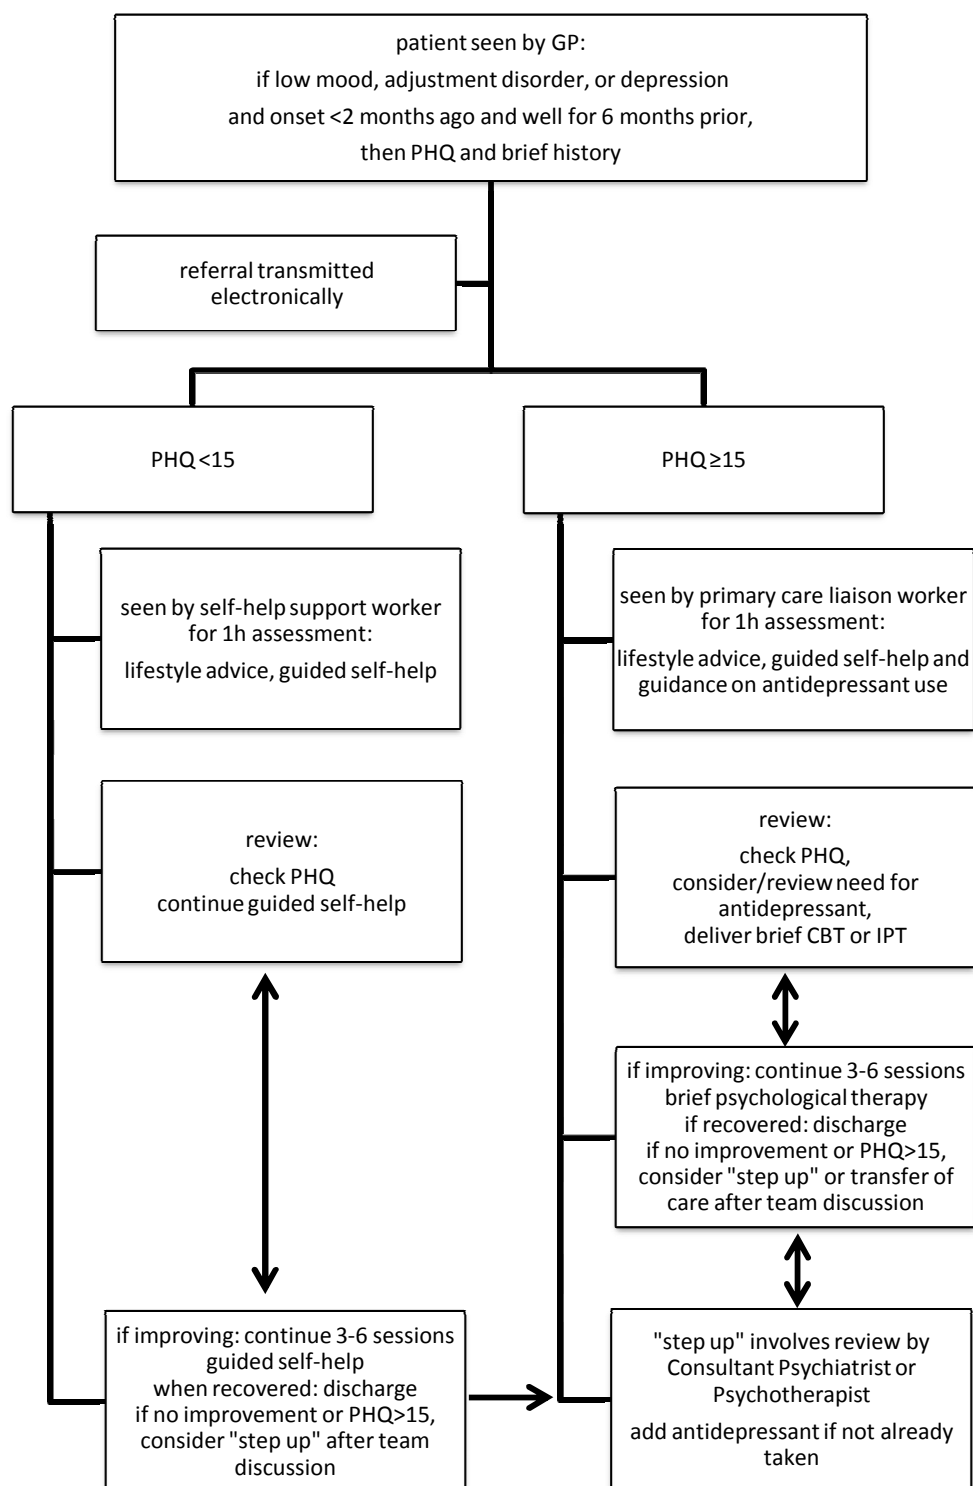 patient seen by GP:
if low mood, adjustment disorder, or depression
and onset <2 months ago and well for 6 months prior,
then PHQ and brief history
referral transmitted
electronically
PHQ <15
PHQ ≥15
seen by self-help support worker
for 1h assessment:
lifestyle advice, guided self-help
seen by primary care liaison worker
for 1h assessment:
lifestyle advice, guided self-help and
guidance on antidepressant use
review:
check PHQ
continue guided self-help
review:
check PHQ,
consider/review need for
antidepressant,
deliver brief CBT or IPT
if improving: continue 3-6 sessions
brief psychological therapy
if recovered: discharge
if no improvement or PHQ>15,
consider "step up" or transfer of
care after team discussion
if improving: continue 3-6 sessions
guided self-help
when recovered: discharge
if no improvement or PHQ>15,
consider "step up" after team
discussion
"step up" involves review by
Consultant Psychiatrist or
Psychotherapist
add antidepressant if not already
taken